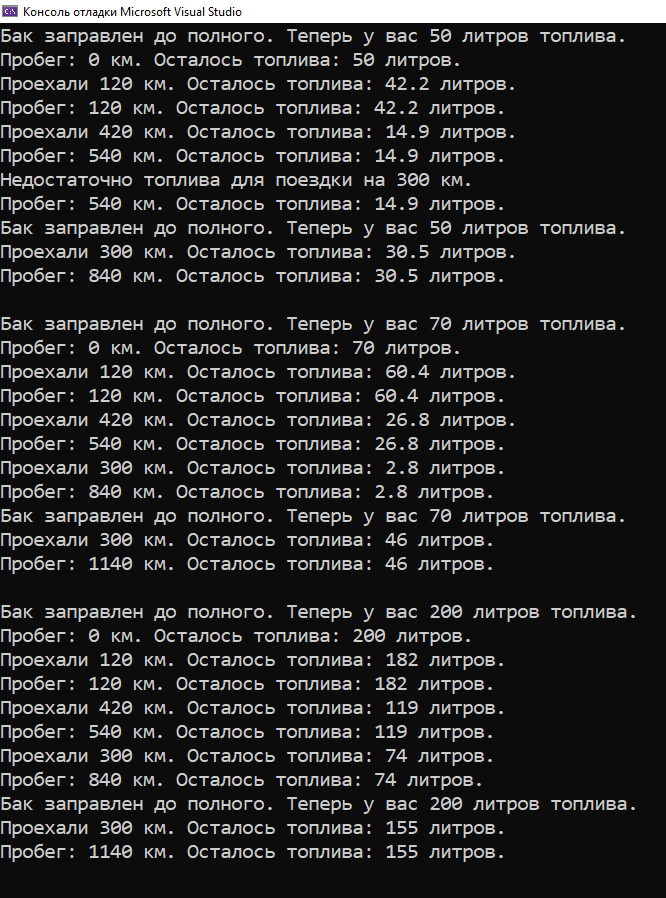 Консоль отладки Microsoft Visual Studio
Бак заправлен до полного. Теперь у вас 50 литров топлива.
Пробег: 0 км. Осталось топлива: 50 литров.
Проехали 120 км. Осталось топлива: 42.2 литров.
Пробег: 120 км. Осталось топлива: 42.2 литров.
Проехали 420 км. Осталось топлива: 14.9 литров.
Пробег: 540 км. Осталось топлива: 14.9 литров.
Недостаточно топлива для поездки на 300 км.
Пробег: 540 км. Осталось топлива: 14.9 литров.
Бак заправлен до полного. Теперь у вас 50 литров топлива.
Проехали 300 км. Осталось топлива: 30.5 литров.
Пробег: 840 км. Осталось топлива: 30.5 литров.
Бак заправлен до полного. Теперь у вас 70 литров топлива.
Пробег: 0 км. Осталось топлива: 70 литров.
Проехали 120 км. Осталось топлива: 60.4 литров.
Пробег: 120 км. Осталось топлива: 60.4 литров.
Проехали 420 км. Осталось топлива: 26.8 литров.
Пробег: 540 км. Осталось топлива: 26.8 литров.
Проехали 300 км. Осталось топлива: 2.8 литров.
Пробег: 840 км. Осталось топлива: 2.8 литров.
Бак заправлен до полного. Теперь у вас 70 литров топлива.
Проехали 300 км. Осталось топлива: 46 литров.
Пробег: 1140 км. Осталось топлива: 46 литров.
Бак заправлен до полного. Теперь у вас 200 литров топлива.
Пробег: 0 км. Осталось топлива: 200 литров.
Проехали 120 км. Осталось топлива: 182 литров.
Пробег: 120 км. Осталось топлива: 182 литров.
Проехали 420 км. Осталось топлива: 119 литров.
Пробег: 540 км. Осталось топлива: 119 литров.
Проехали 300 км. Осталось топлива: 74 литров.
Пробег: 840 км. Осталось топлива: 74 литров.
Бак заправлен до полного. Теперь у вас 200 литров топлива.
Проехали 300 км. Осталось топлива: 155 литров.
Пробег: 1140 км. Осталось топлива: 155 литров.